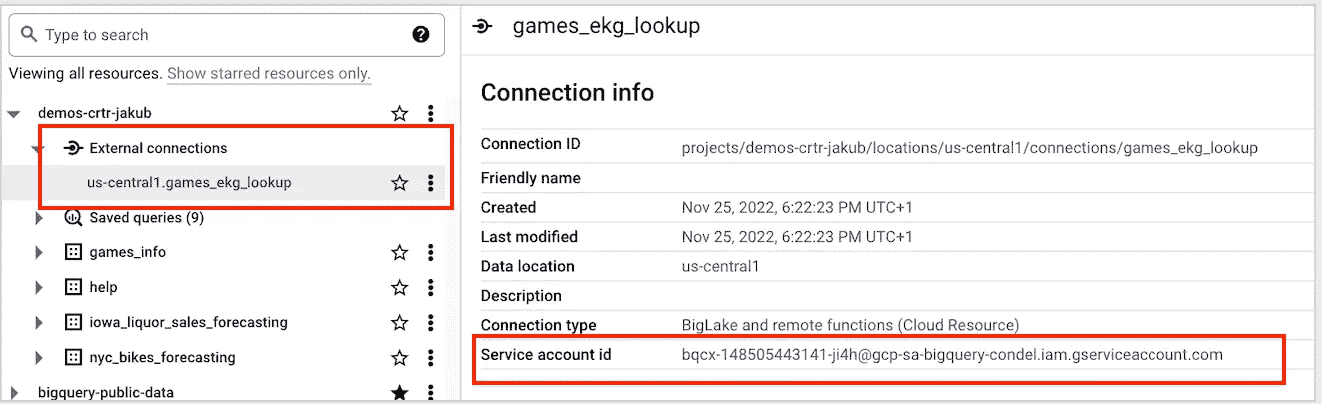 Type to search
Viewing all resources. Show starred resources only.
demos-crtr-jakub
External connections
us-central1.games_ekg_lookup
Saved queries (9)
games_info
help
iowa_liquor_sales_forecasting
nyc_bikes_forecasting
bigquery-public-data
games_ekg_lookup
Connection info
Connection ID projects/demos-crtr-jakub/locations/us-central1/connections/games_ekg_lookup
Friendly name
Created Nov 25, 2022, 6:22:23 PM UTC+1
Last modified Nov 25, 2022, 6:22:23 PM UTC+1
Data location us-central1
Description
Connection type BigLake and remote functions (Cloud Resource)
Service account id bqcx-148505443141-ji4h@gcp-sa-bigquery-condel.iam.gserviceaccount.com